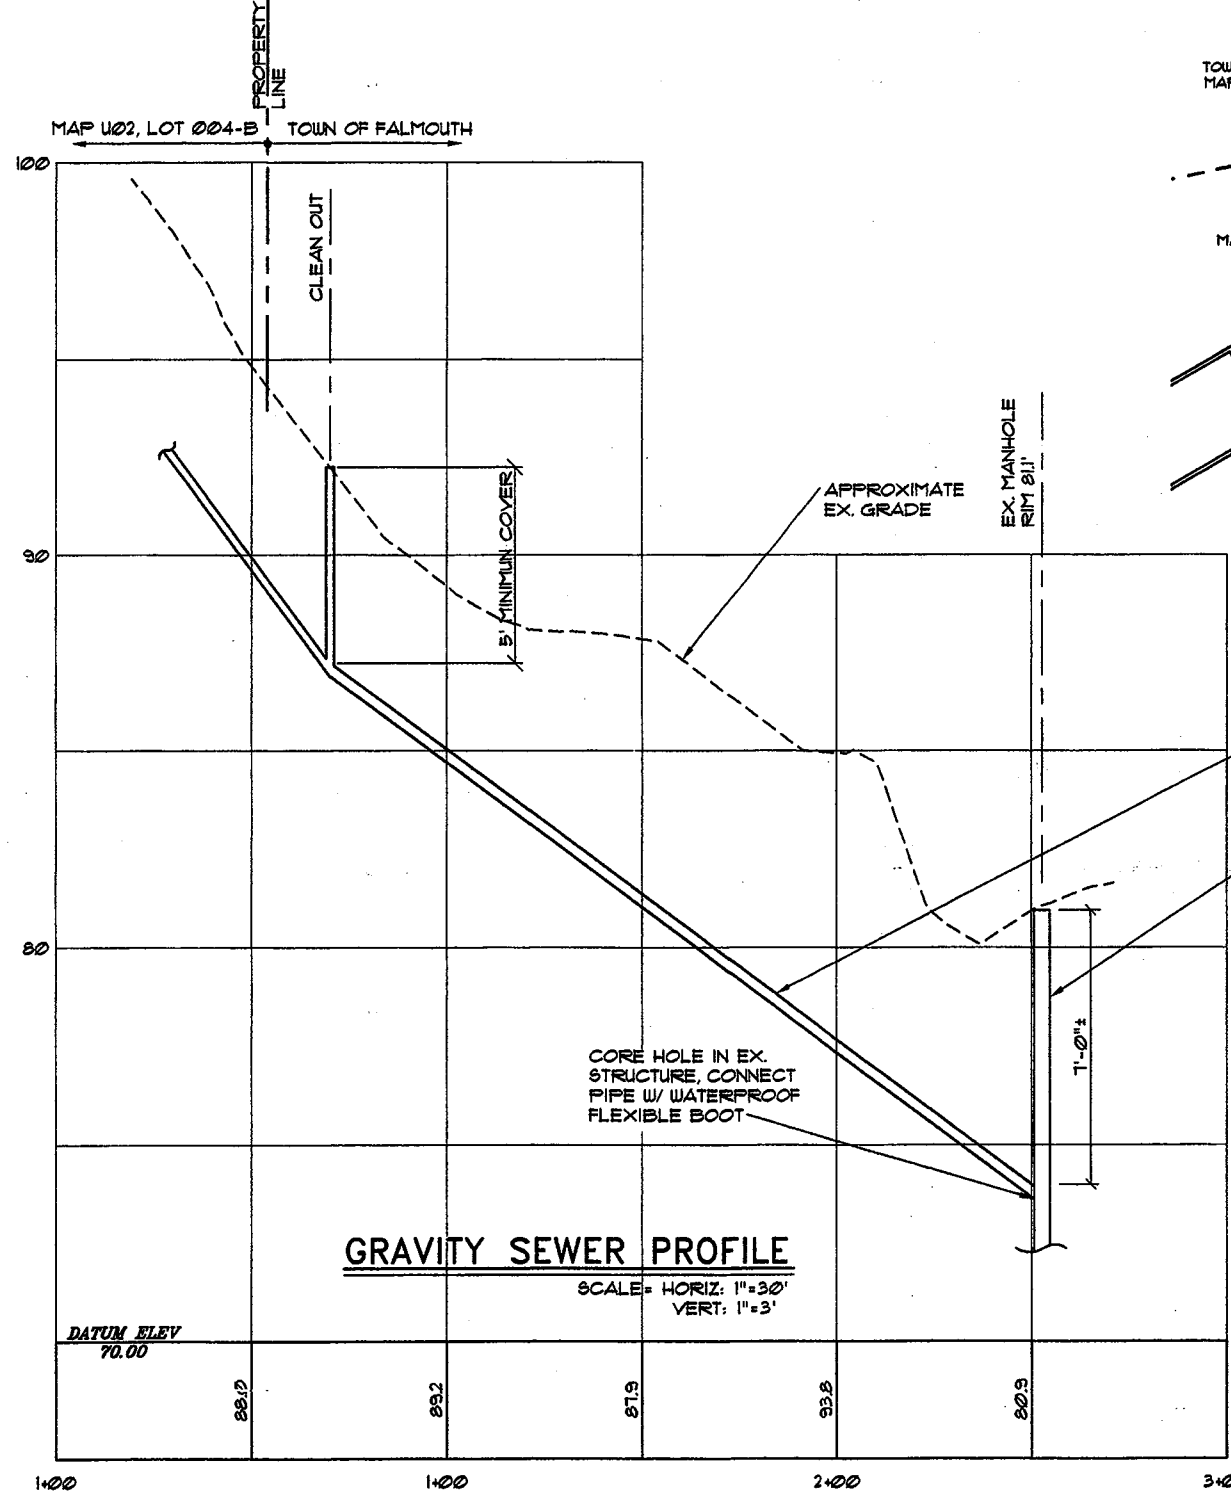 PROPERTY
LINE
TOW
MAP
MAP U02, LOT 004-B
TOWN OF FALMOUTH
100
CLEAN OUT
EX. MANHOLE
RIM 81.1'
APPROXIMATE
EX. GRADE
5' MINIMUN COVER
90
80
7'-0"±
CORE HOLE IN EX.
STRUCTURE, CONNECT
PIPE W/ WATERPROOF
FLEXIBLE BOOT
GRAVITY SEWER PROFILE
SCALE= HORIZ: 1"=30'
VERT: 1"=3'
DATUM ELEV
70.00
88.0
89.2
87.9
93.8
80.9
1+00
1+00
2+00